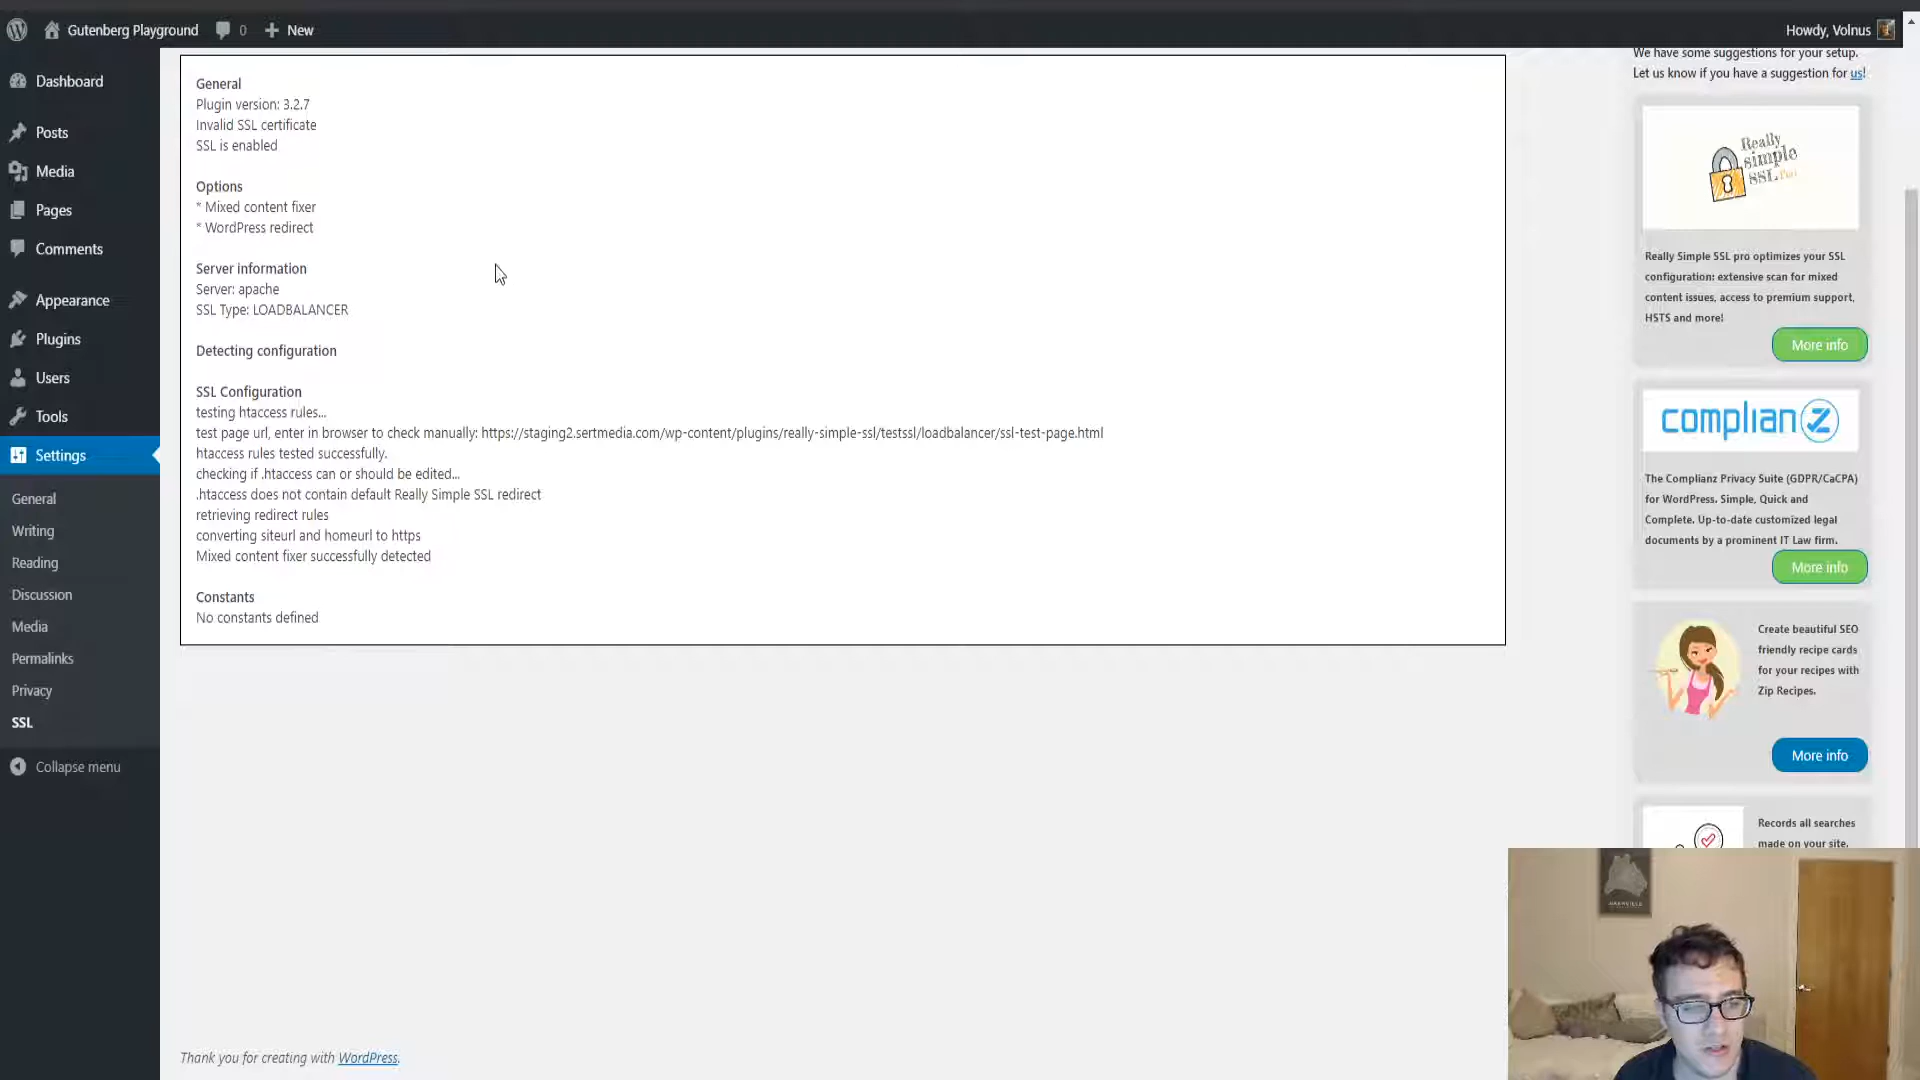 Gutenberg Playground
0
New
Howdy, Volnus
Dashboard
Posts
Media
Pages
Comments
Appearance
Plugins
Users
Tools
Settings
General
Writing
Reading
Discussion
Media
Permalinks
Privacy
SSL
Collapse menu
General
Plugin version: 3.2.7
Invalid SSL certificate
SSL is enabled
Options
* Mixed content fixer
* WordPress redirect
Server information
Server: apache
SSL Type: LOADBALANCER
Detecting configuration
SSL Configuration
testing htaccess rules...
test page url, enter in browser to check manually: https://staging2.sertmedia.com/wp-content/plugins/really-simple-ssl/testssl/loadbalancer/ssl-test-page.html
htaccess rules tested successfully.
checking if .htaccess can or should be edited...
.htaccess does not contain default Really Simple SSL redirect
retrieving redirect rules
converting siteurl and homeurl to https
Mixed content fixer successfully detected
Constants
No constants defined
Thank you for creating with WordPress.
We have some suggestions for your setup.
Let us know if you have a suggestion for us!
Really
simple
SSL Pro
Really Simple SSL pro optimizes your SSL
configuration: extensive scan for mixed
content issues, access to premium support,
HSTS and more!
More info
complianz
The Complianz Privacy Suite (GDPR/CaCPA)
for WordPress. Simple, Quick and
Complete. Up-to-date customized legal
documents by a prominent IT Law firm.
More info
Create beautiful SEO
friendly recipe cards
for your recipes with
Zip Recipes.
More info
Records all searches
made on your site.